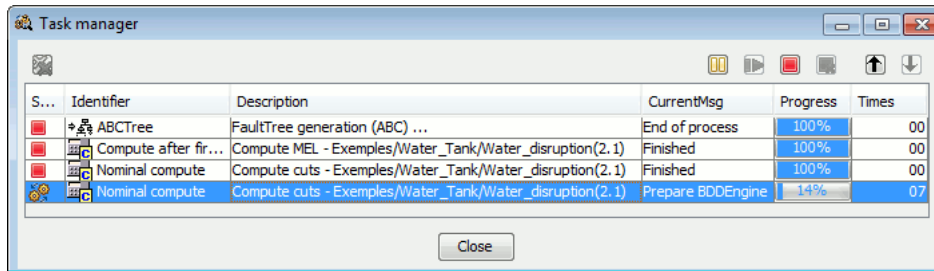 Task manager
S... Identifier Description CurrentMsg Progress Times
ABCTree FaultTree generation (ABC) ... End of process 100% 00
Compute after fir... Compute MEL - Exemples/Water_Tank/Water_disruption(2.1) Finished 100% 00
Nominal compute Compute cuts - Exemples/Water_Tank/Water_disruption(2.1) Finished 100% 00
Nominal compute Compute cuts - Exemples/Water_Tank/Water_disruption(2.1) Prepare BDDEngine 14% 07
Close